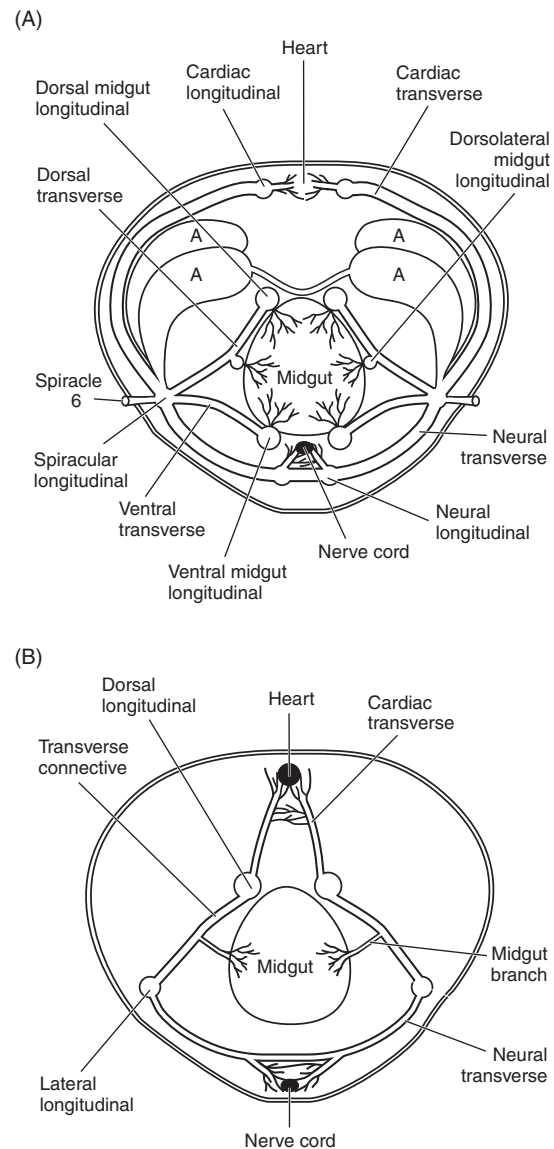 (A)
Heart
Dorsal midgut
longitudinal
Cardiac
longitudinal
Cardiac
transverse
Dorsal
transverse
Dorsolateral
midgut
longitudinal
A
A
A
A
Midgut
Spiracle
6
Spiracular
longitudinal
Neural
transverse
Ventral
transverse
Neural
longitudinal
Nerve cord
Ventral midgut
longitudinal
(B)
Dorsal
longitudinal
Heart
Cardiac
transverse
Transverse
connective
Midgut
Midgut
branch
Neural
transverse
Lateral
longitudinal
Nerve cord